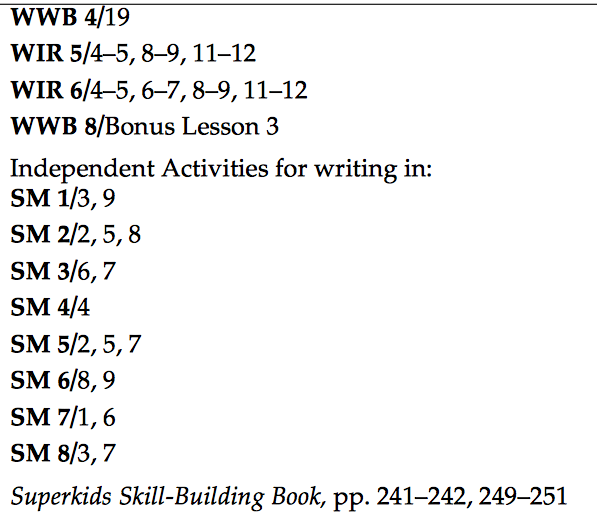 WWB 4/19
WIR 5/4–5, 8–9, 11–12
WIR 6/4–5, 6–7, 8–9, 11–12
WWB 8/Bonus Lesson 3
Independent Activities for writing in:
SM 1/3, 9
SM 2/2, 5, 8
SM 3/6, 7
SM 4/4
SM 5/2, 5, 7
SM 6/8, 9
SM 7/1, 6
SM 8/3, 7
Superkids Skill-Building Book, pp. 241–242, 249–251